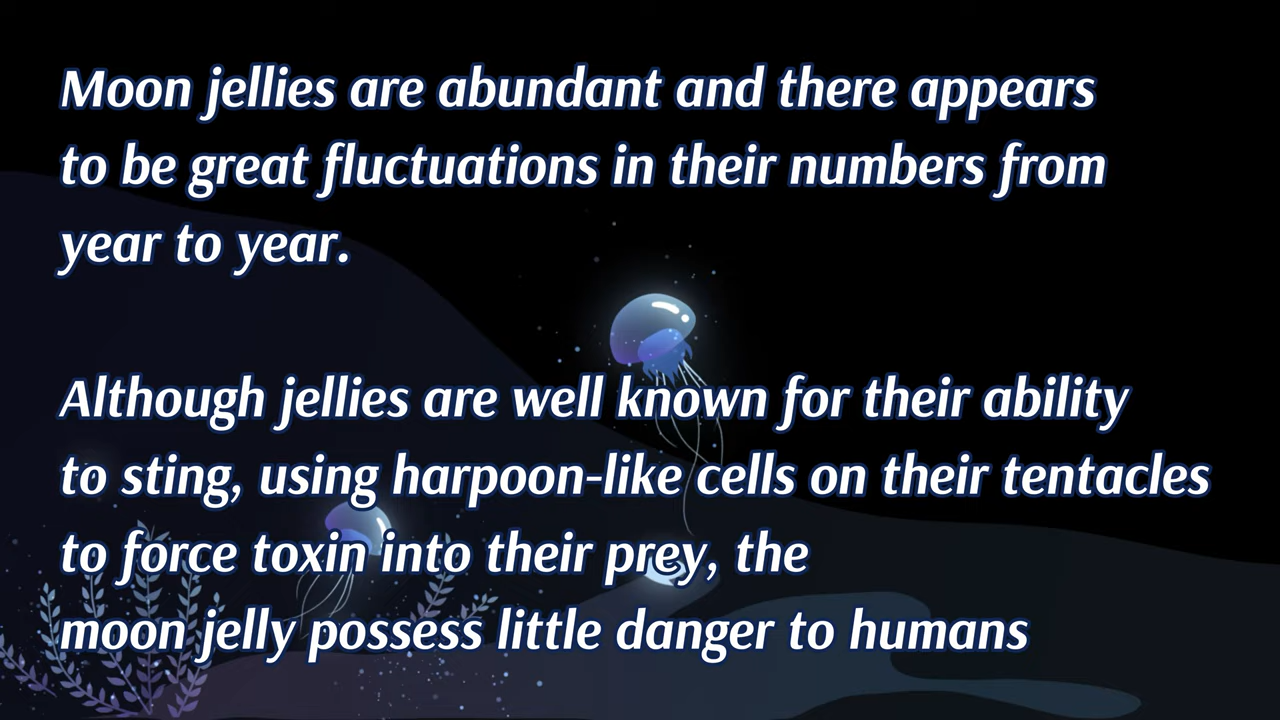 Moon jellies are abundant and there appears
to be great fluctuations in their numbers from
year to year.
Although jellies are well known for their ability
to sting, using harpoon-like cells on their tentacles
to force toxin into their prey, the
moon jelly possess little danger to humans